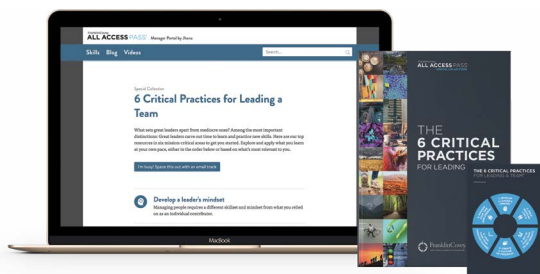 FranklinCovey
ALL ACCESS PASS Manager Portal by Jhana
Skills Blog Videos
Search...
Special Collection
6 Critical Practices for Leading a
Team
What sets great leaders apart from mediocre ones? Among the most important
distinctions: Great leaders carve out time to learn and practice new skills. Here are our top
resources in six mission critical areas to get you started. Explore and apply what you learn
at your own pace, either in the order below or based on what's most relevant to you.
I'm busy! Space this out with an email track
Develop a leader's mindset
Managing people requires a different skillset and mindset from what you relied
on as an individual contributor.
MacBook
ALL ACCESS PASS
THE
6 CRITICAL
PRACTICES
FOR LEADING
FranklinCovey
THE 6 CRITICAL PRACTICES
FOR LEADING A TEAM